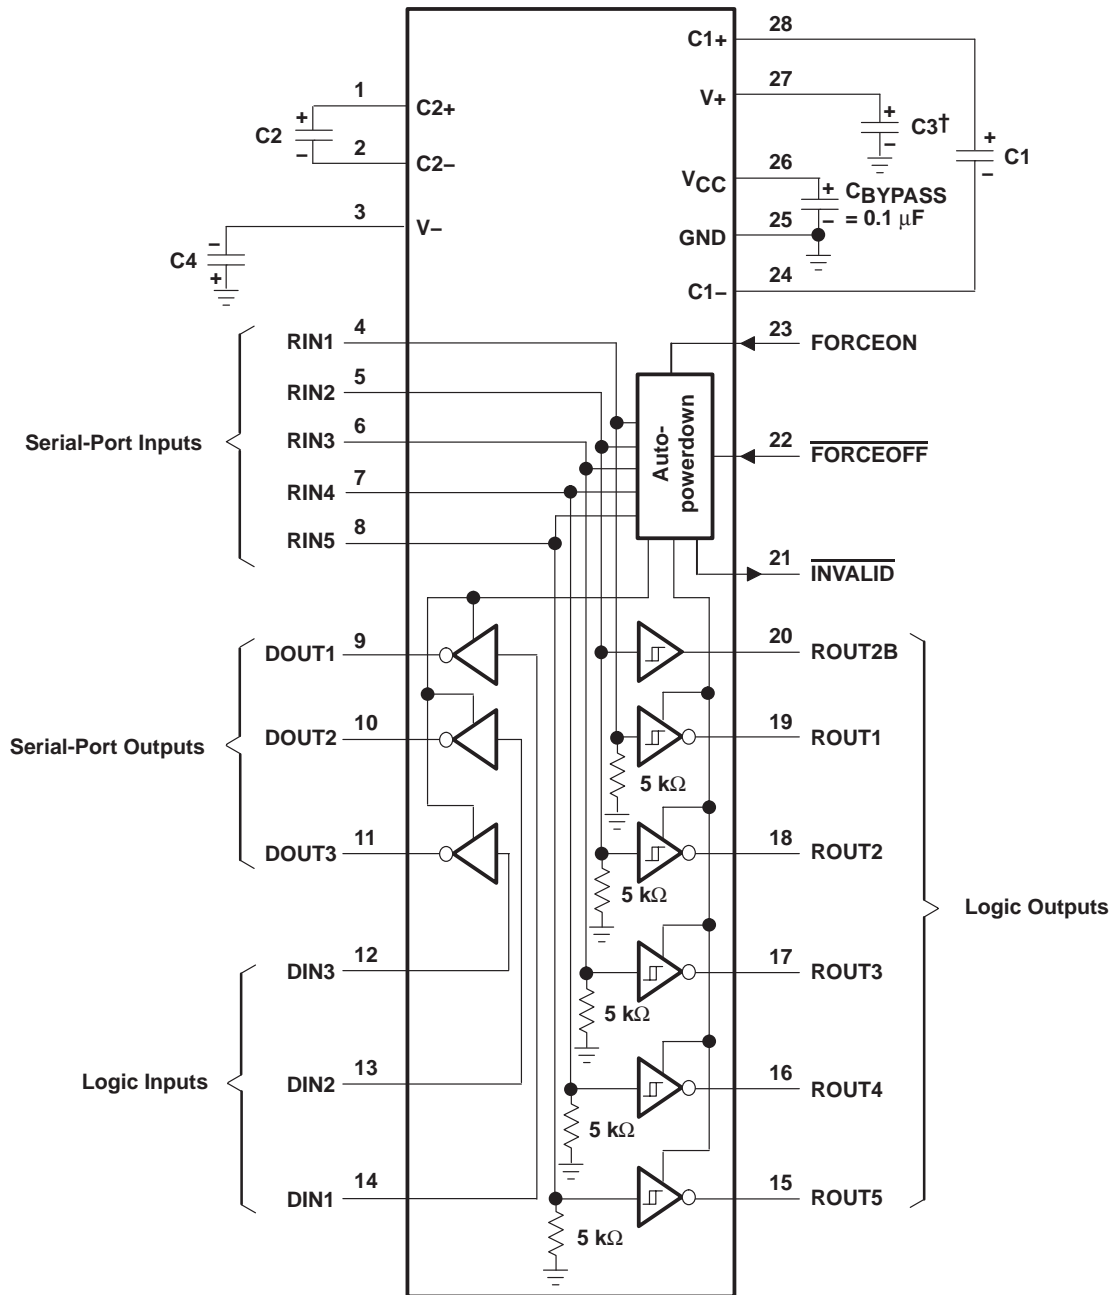 28
C1+
27
V+
+
–
C3†
+
–
C1
1
C2+
C2
+
–
2
C2–
26
VCC
+
–
CBYPASS
= 0.1 μF
25
GND
3
V–
C4
–
+
24
C1–
23
FORCEON
22
FORCEOFF
21
INVALID
Auto-
powerdown
Serial-Port Inputs
RIN1
4
RIN2
5
RIN3
6
RIN4
7
RIN5
8
Serial-Port Outputs
DOUT1
9
DOUT2
10
DOUT3
11
Logic Inputs
DIN3
12
DIN2
13
DIN1
14
20
ROUT2B
19
ROUT1
5 kΩ
18
ROUT2
5 kΩ
17
ROUT3
5 kΩ
16
ROUT4
5 kΩ
15
ROUT5
5 kΩ
Logic Outputs